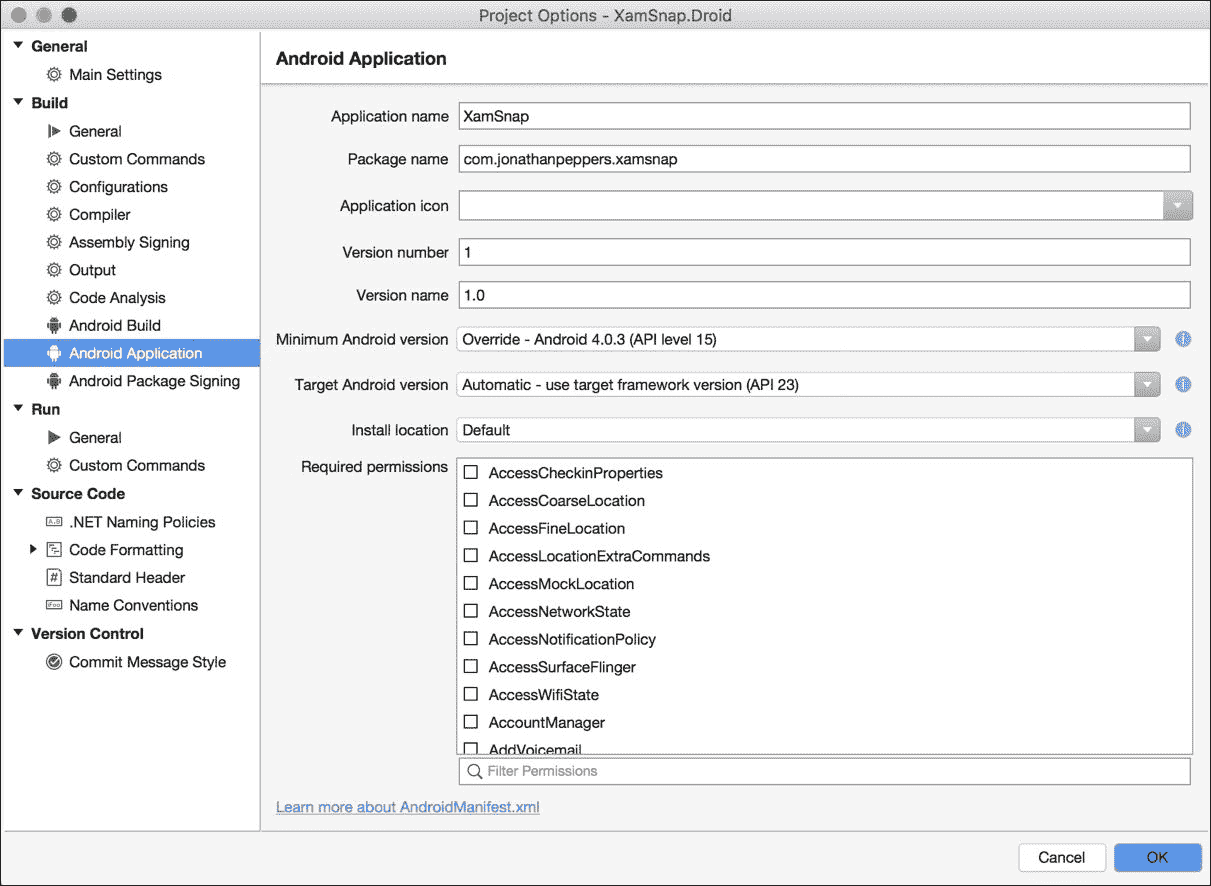 Project Options - XamSnap.Droid
General
Main Settings
Build
General
Custom Commands
Configurations
Compiler
Assembly Signing
Output
Code Analysis
Android Build
Android Application
Android Package Signing
Run
General
Custom Commands
Source Code
.NET Naming Policies
Code Formatting
Standard Header
Name Conventions
Version Control
Commit Message Style
Android Application
Application name XamSnap
Package name com.jonathanpeppers.xamsnap
Application icon
Version number 1
Version name 1.0
Minimum Android version Override - Android 4.0.3 (API level 15)
Target Android version Automatic - use target framework version (API 23)
Install location Default
Required permissions
AccessCheckinProperties
AccessCoarseLocation
AccessFineLocation
AccessLocationExtraCommands
AccessMockLocation
AccessNetworkState
AccessNotificationPolicy
AccessSurfaceFlinger
AccessWifiState
AccountManager
AddVoicemail
Filter Permissions
Learn more about AndroidManifest.xml
Cancel OK